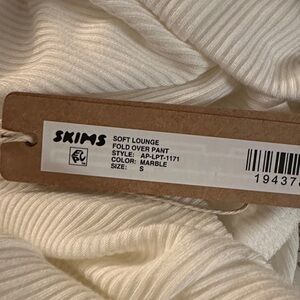 SKIMS
SOFT LOUNGE
FOLD OVER PANT
STYLE: AP-LPT-1171
COLOR: MARBLE
SIZE: S
19437